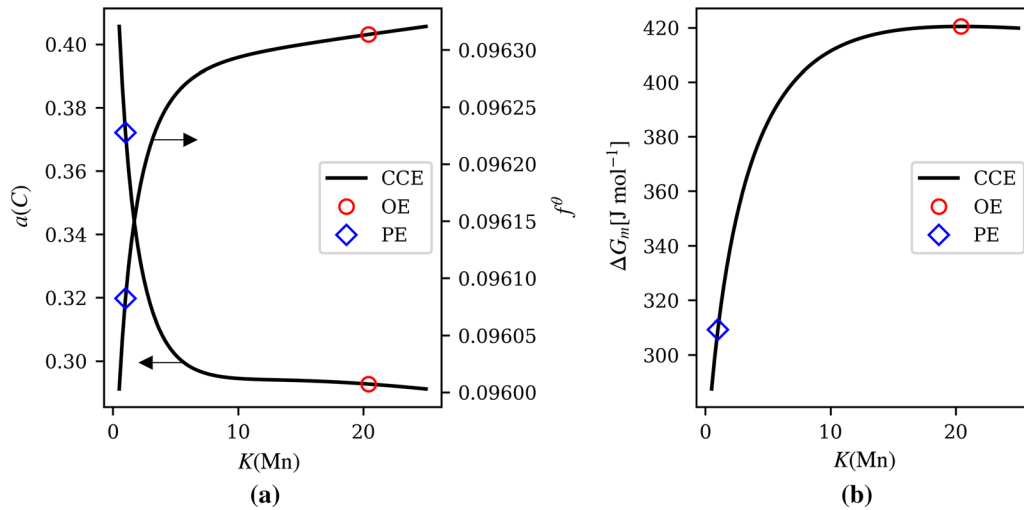 0.40
0.38
0.36
0.34
0.32
0.30
a(C)
0 10 20
K(Mn)
0.09630
0.09625
0.09620
0.09615
0.09610
0.09605
0.09600
f^θ
CCE
OE
PE
(a)
420
400
380
360
340
320
300
ΔG_m[J mol⁻¹]
0 10 20
K(Mn)
CCE
OE
PE
(b)